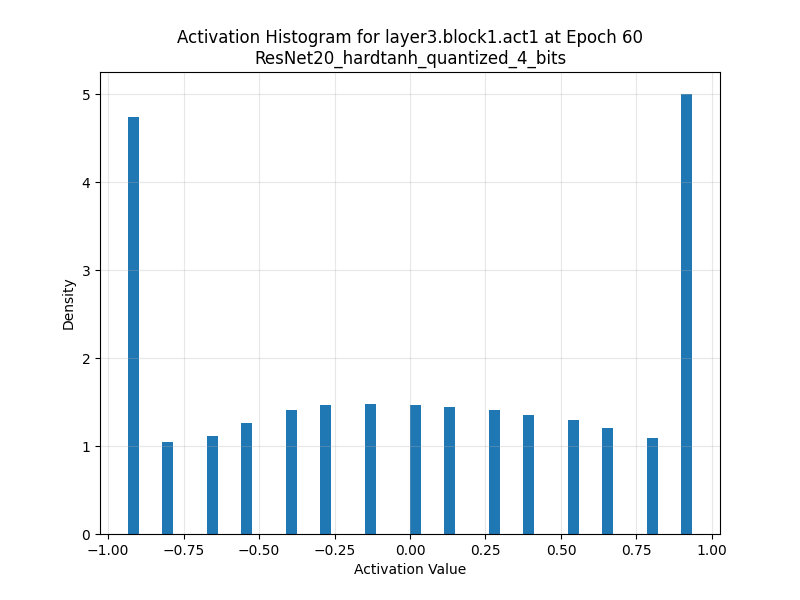 Activation Histogram for layer3.block1.act1 at Epoch 60
ResNet20_hardtanh_quantized_4_bits
Density
5
4
3
2
1
0
−1.00 −0.75 −0.50 −0.25 0.00 0.25 0.50 0.75 1.00
Activation Value